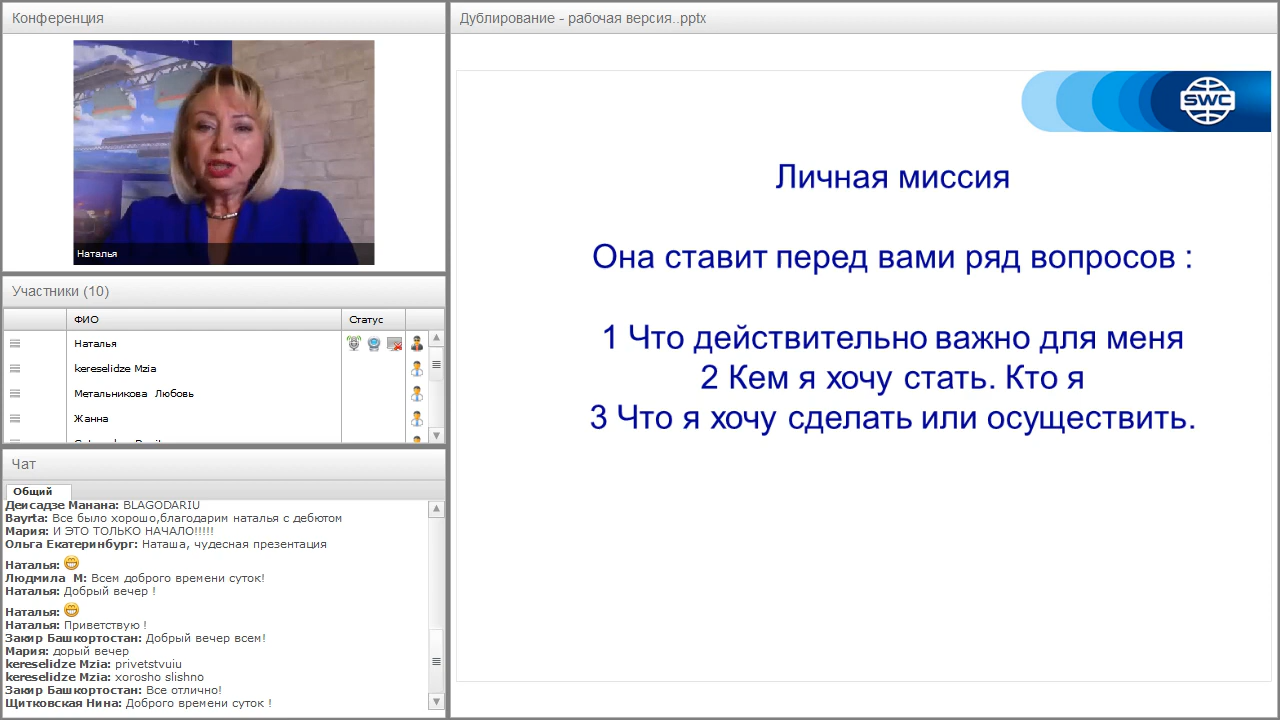 Конференция
Наталья
Участники (10)
ФИО
Статус
Наталья
kereselidze Mzia
Метальникова Любовь
Жанна
Чат
Общий
Деисадзе Манана: BLAGODARIU
Bayrta: Все было хорошо,благодарим наталья с дебютом
Мария: И ЭТО ТОЛЬКО НАЧАЛО!!!!!
Ольга Екатеринбург: Наташа, чудесная презентация
Наталья:
Людмила М: Всем доброго времени суток!
Наталья: Добрый вечер !
Наталья:
Наталья: Приветствую !
Закир Башкортостан: Добрый вечер всем!
Мария: дорый вечер
kereselidze Mzia: privetstvuiu
kereselidze Mzia: xorosho slishno
Закир Башкортостан: Все отлично!
Щитковская Нина: Доброго времени суток !
Дублирование - рабочая версия..pptx
SWC
Личная миссия
Она ставит перед вами ряд вопросов :
1 Что действительно важно для меня
2 Кем я хочу стать. Кто я
3 Что я хочу сделать или осуществить.